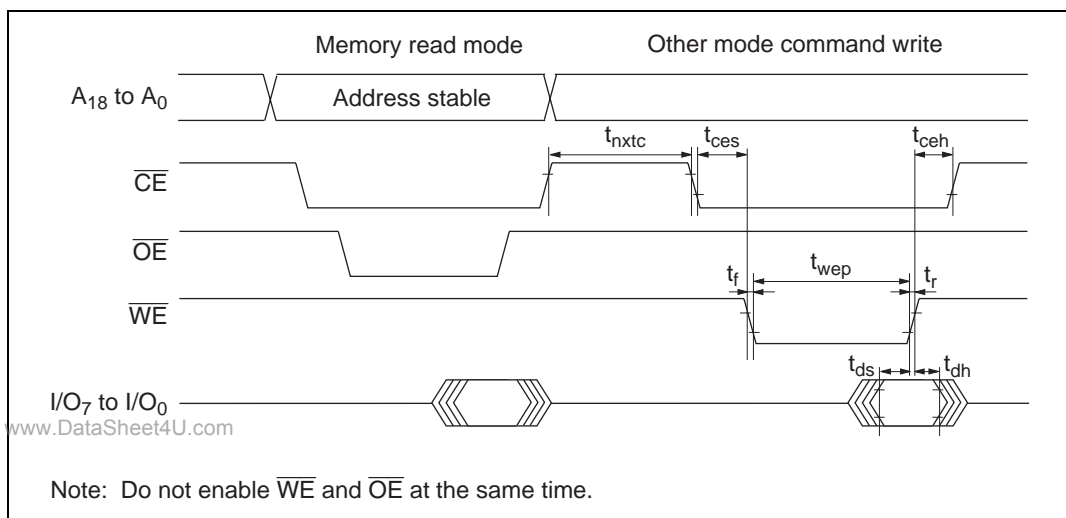 Memory read mode Other mode command write
A18 to A0 Address stable
tnxtc tces tceh
CE
OE
tf twep tr
WE
tds tdh
I/O7 to I/O0
www.DataSheet4U.com
Note: Do not enable WE and OE at the same time.